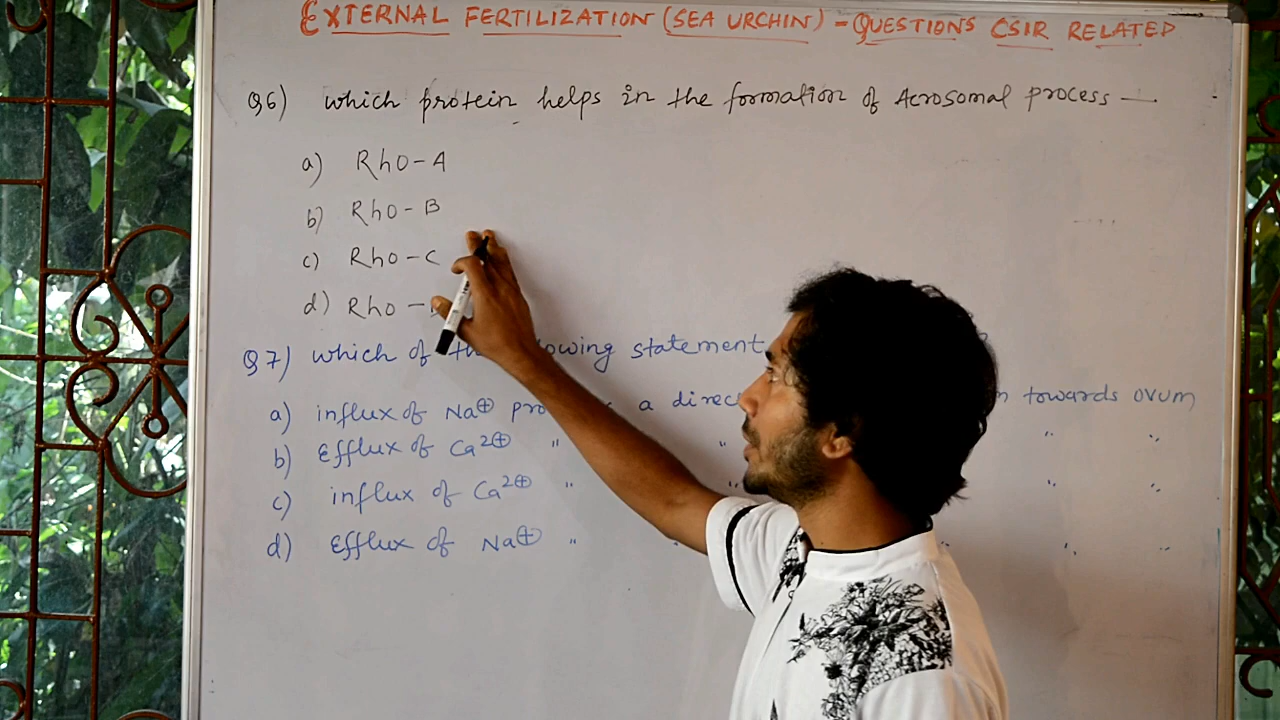 EXTERNAL FERTILIZATION (SEA URCHIN) - QUESTIONS CSIR RELATED
Q6) which protein helps in the formation of Acrosomal process —.
a) Rho-A
b) Rho-B
c) Rho-C
d) Rho -
Q7) which of statement
a) influx of Na⊕ a towards ovum
b) Efflux of Ca2⊕ " " " "
c) influx of Ca2⊕ " " " "
d) Efflux of Na⊕ " " " " "